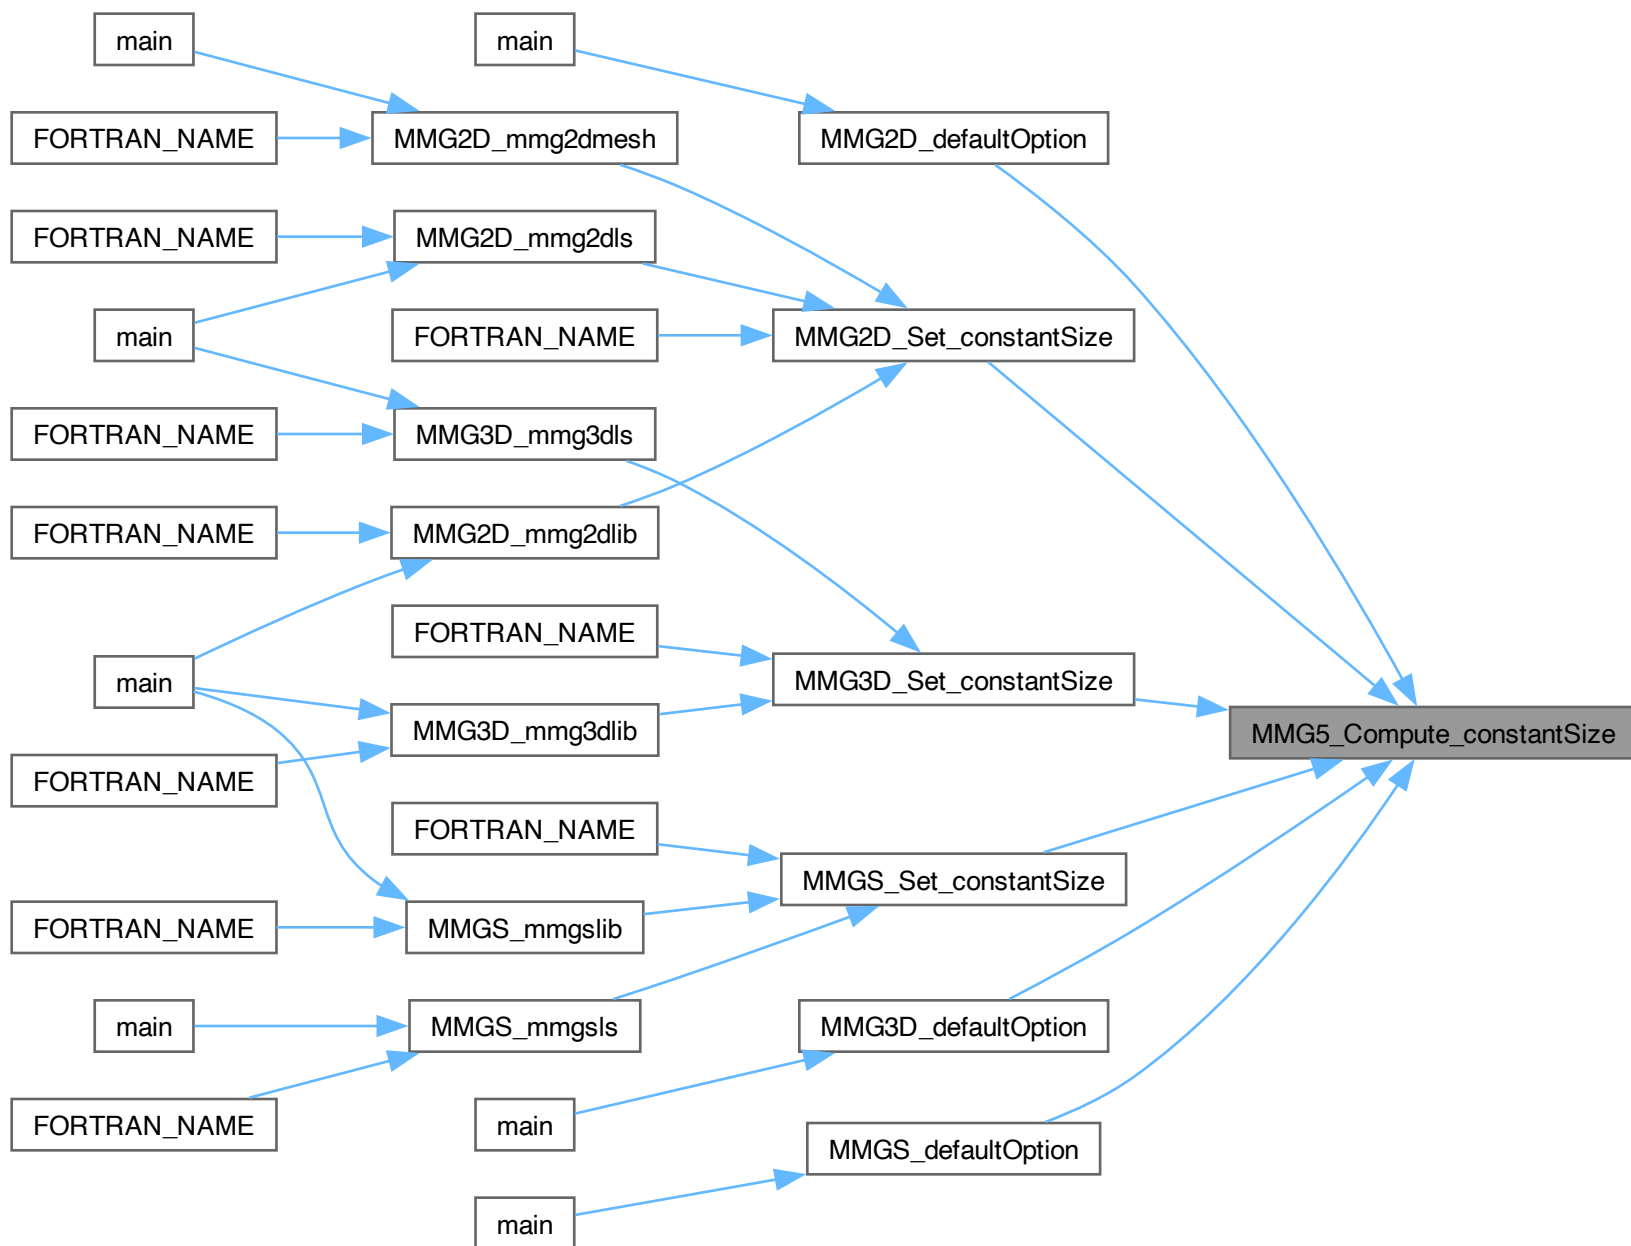 main
main
FORTRAN_NAME
MMG2D_mmg2dmesh
MMG2D_defaultOption
FORTRAN_NAME
MMG2D_mmg2dls
main
FORTRAN_NAME
MMG2D_Set_constantSize
FORTRAN_NAME
MMG3D_mmg3dls
FORTRAN_NAME
MMG2D_mmg2dlib
FORTRAN_NAME
main
MMG3D_Set_constantSize
MMG3D_mmg3dlib
MMG5_Compute_constantSize
FORTRAN_NAME
FORTRAN_NAME
MMGS_Set_constantSize
FORTRAN_NAME
MMGS_mmgslib
main
MMGS_mmgsls
MMG3D_defaultOption
FORTRAN_NAME
main
MMGS_defaultOption
main